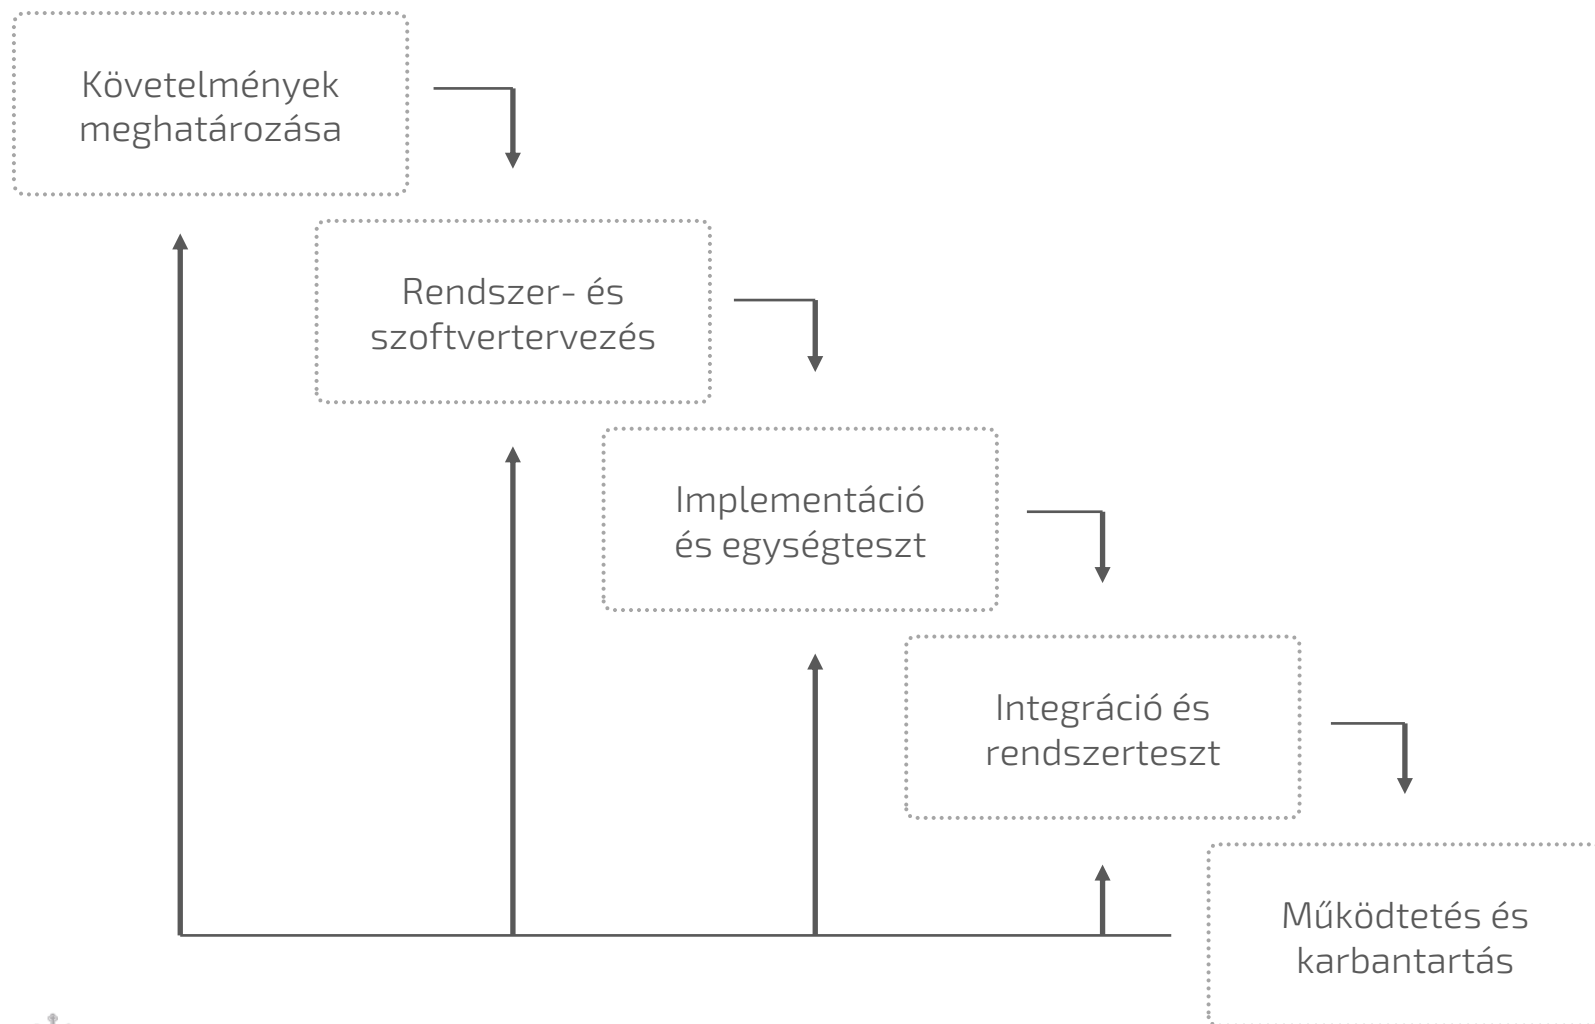 Követelmények
meghatározása
Rendszer- és
szoftvertervezés
Implementáció
és egységteszt
Integráció és
rendszerteszt
Működtetés és
karbantartás